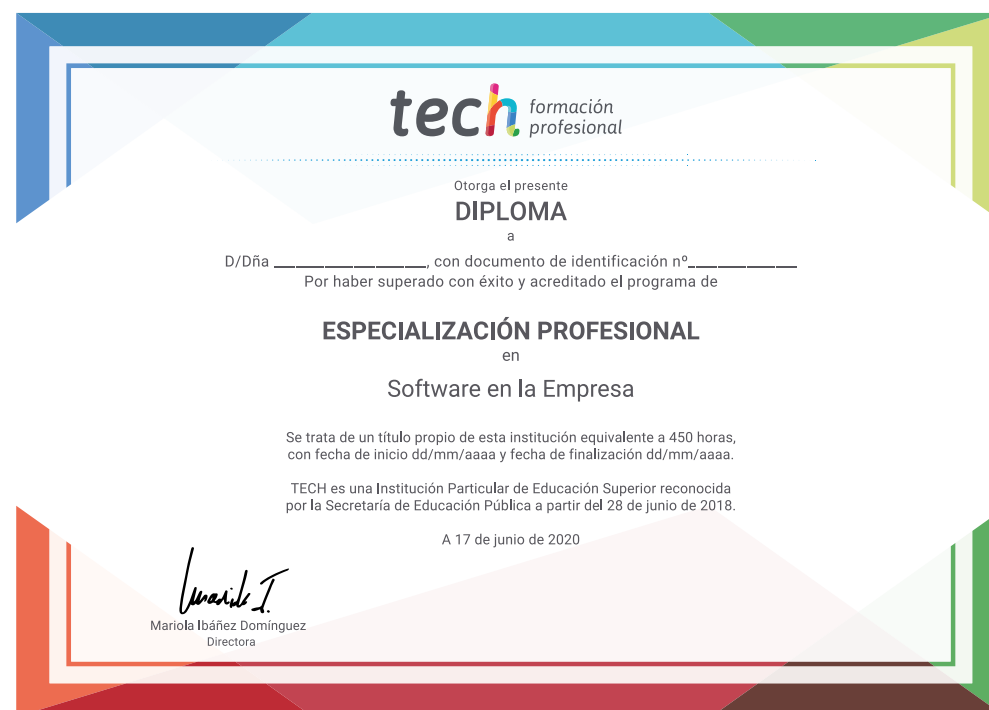 tech formación
profesional
Otorga el presente
DIPLOMA
a
D/Dña ______________, con documento de identificación nº__________
Por haber superado con éxito y acreditado el programa de
ESPECIALIZACIÓN PROFESIONAL
en
Software en la Empresa
Se trata de un título propio de esta institución equivalente a 450 horas,
con fecha de inicio dd/mm/aaaa y fecha de finalización dd/mm/aaaa.
TECH es una Institución Particular de Educación Superior reconocida
por la Secretaría de Educación Pública a partir del 28 de junio de 2018.
A 17 de junio de 2020
Mariola Ibáñez Domínguez
Directora